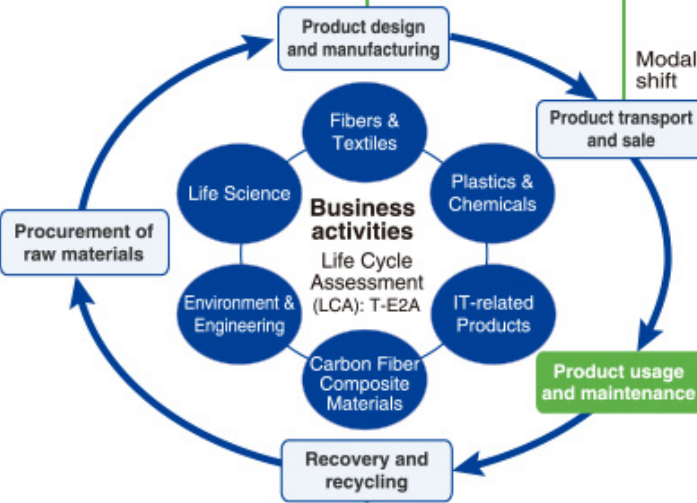 Product design
and manufacturing
Modal
shift
Product transport
and sale
Fibers &
Textiles
Life Science
Plastics &
Chemicals
Business
activities
Life Cycle
Assessment
(LCA): T-E2A
Procurement of
raw materials
Environment &
Engineering
IT-related
Products
Carbon Fiber
Composite
Materials
Product usage
and maintenance
Recovery and
recycling